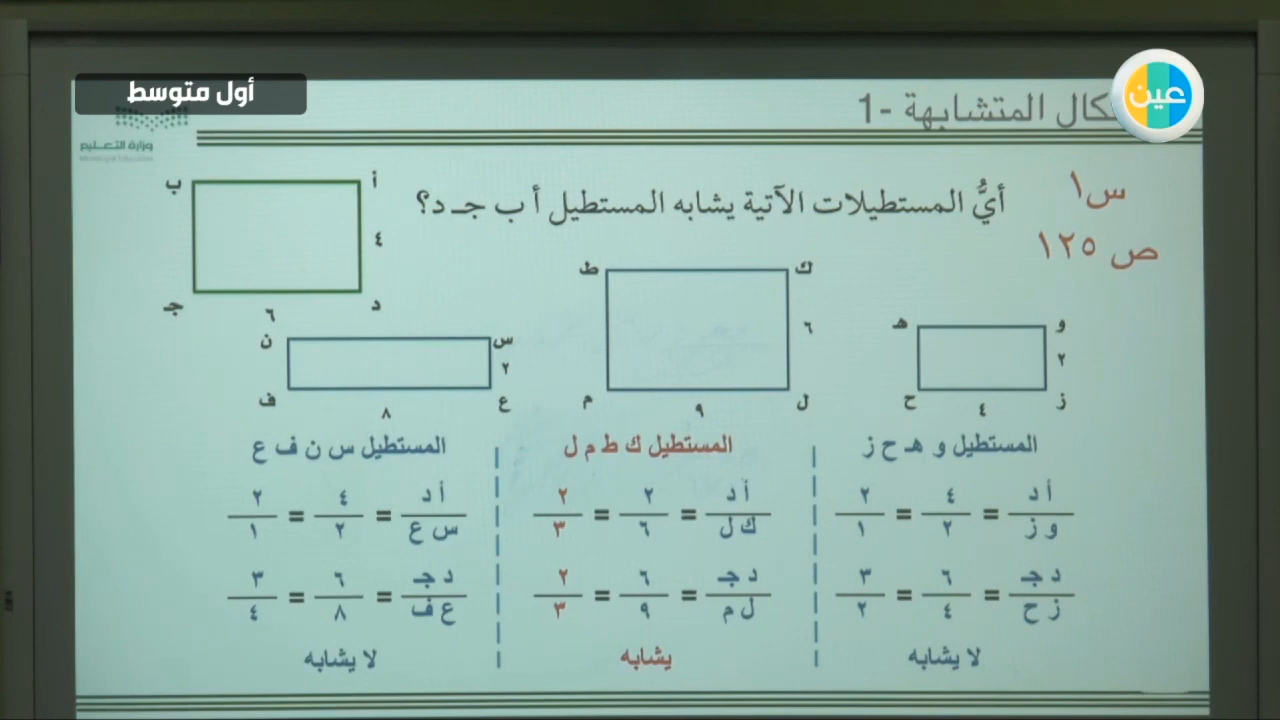 أول متوسط
عين
وزارة التعليم
كال المتشابهة -1
س١
ص ١٢٥
أيُّ المستطيلات الآتية يشابه المستطيل أ ب جـ د؟
ب أ
٤
جـ د
٦
ط ك
٦
م ل
٩
هـ و
٢
ح ز
٤
ن س
٢
ف ع
٨
المستطيل و هـ ح ز
أ د / و ز = ٤ / ٢ = ٢ / ١
د جـ / ز ح = ٦ / ٤ = ٣ / ٢
لا يشابه
المستطيل ك ط م ل
أ د / ك ل = ٢ / ٦ = ٢ / ٣
د جـ / ل م = ٦ / ٩ = ٢ / ٣
يشابه
المستطيل س ن ف ع
أ د / س ع = ٤ / ٢ = ٢ / ١
د جـ / ع ف = ٦ / ٨ = ٣ / ٤
لا يشابه